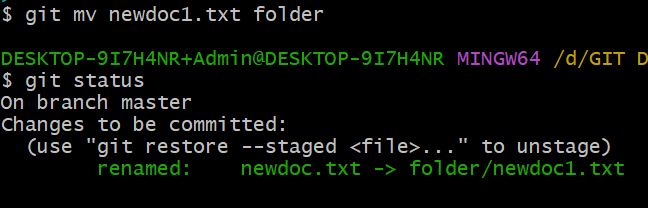 $ git mv newdoc1.txt folder
DESKTOP-9I7H4NR+Admin@DESKTOP-9I7H4NR MINGW64 /d/GIT D
$ git status
On branch master
Changes to be committed:
  (use "git restore --staged <file>..." to unstage)
        renamed:    newdoc.txt -> folder/newdoc1.txt